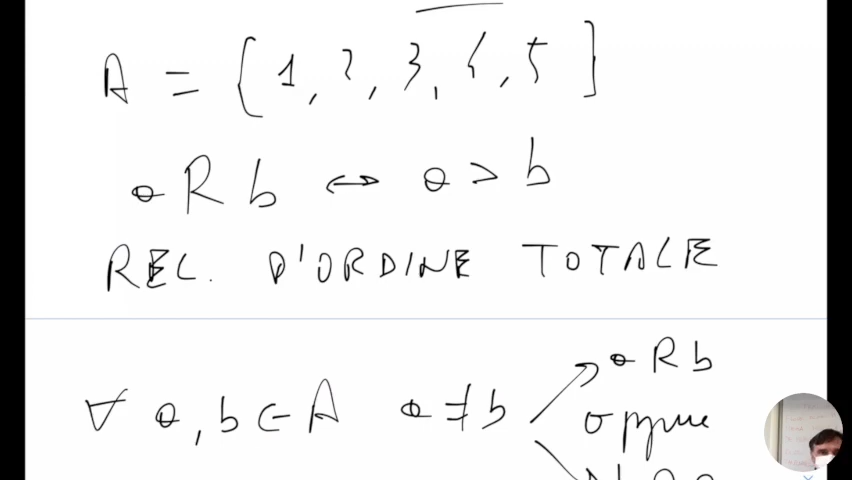 A = {1, 2, 3, 4, 5}
a R b ↔ a > b
REL. D'ORDINE TOTALE
a R b
∀ a, b ∈ A a ≠ b
oppure